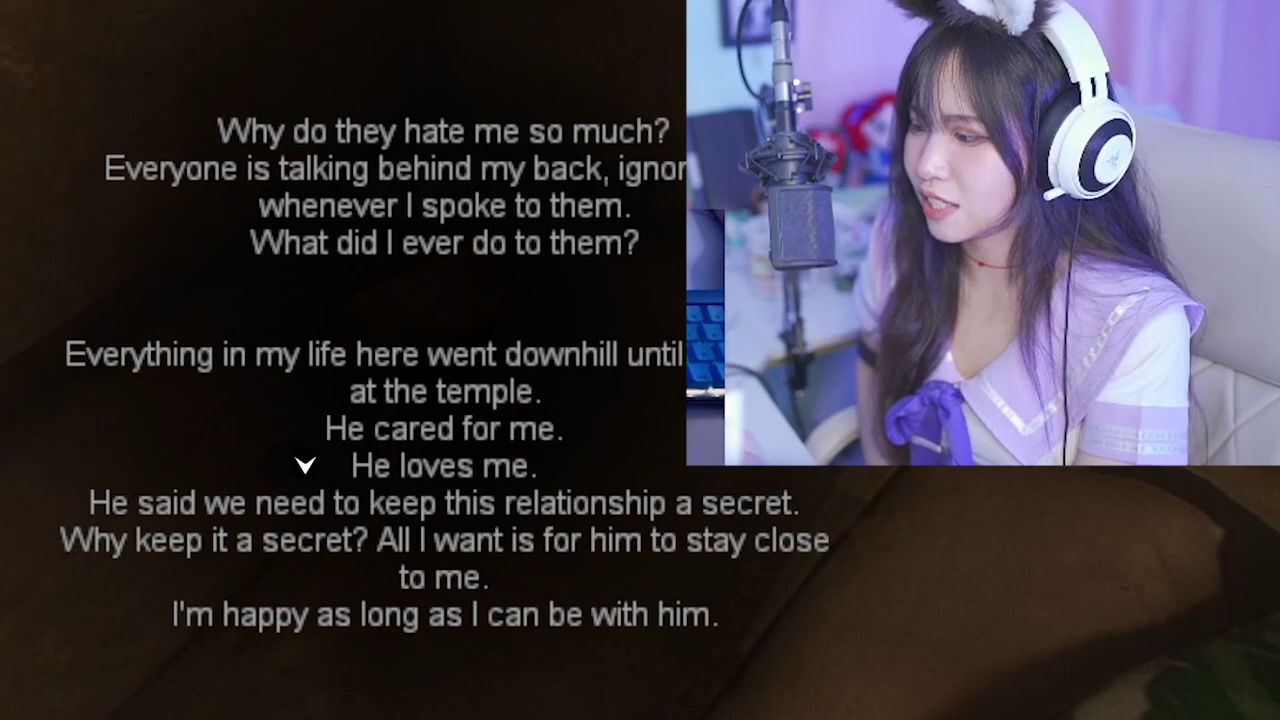 Why do they hate me so much?
Everyone is talking behind my back, ignor
whenever I spoke to them.
What did I ever do to them?
Everything in my life here went downhill until
at the temple.
He cared for me.
He loves me.
He said we need to keep this relationship a secret.
Why keep it a secret? All I want is for him to stay close
to me.
I'm happy as long as I can be with him.